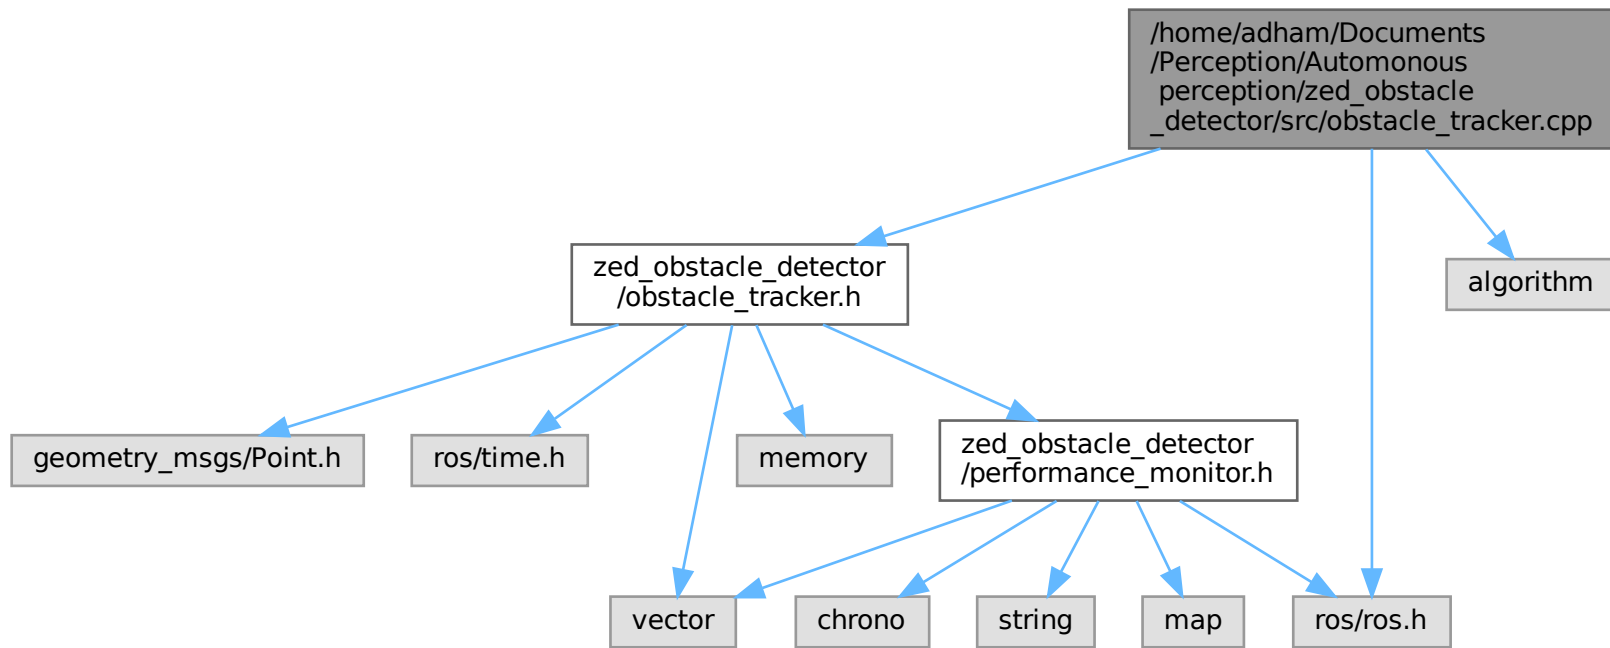 /home/adham/Documents
/Perception/Automonous
perception/zed_obstacle
_detector/src/obstacle_tracker.cpp
zed_obstacle_detector
/obstacle_tracker.h
algorithm
geometry_msgs/Point.h
ros/time.h
memory
zed_obstacle_detector
/performance_monitor.h
vector
chrono
string
map
ros/ros.h